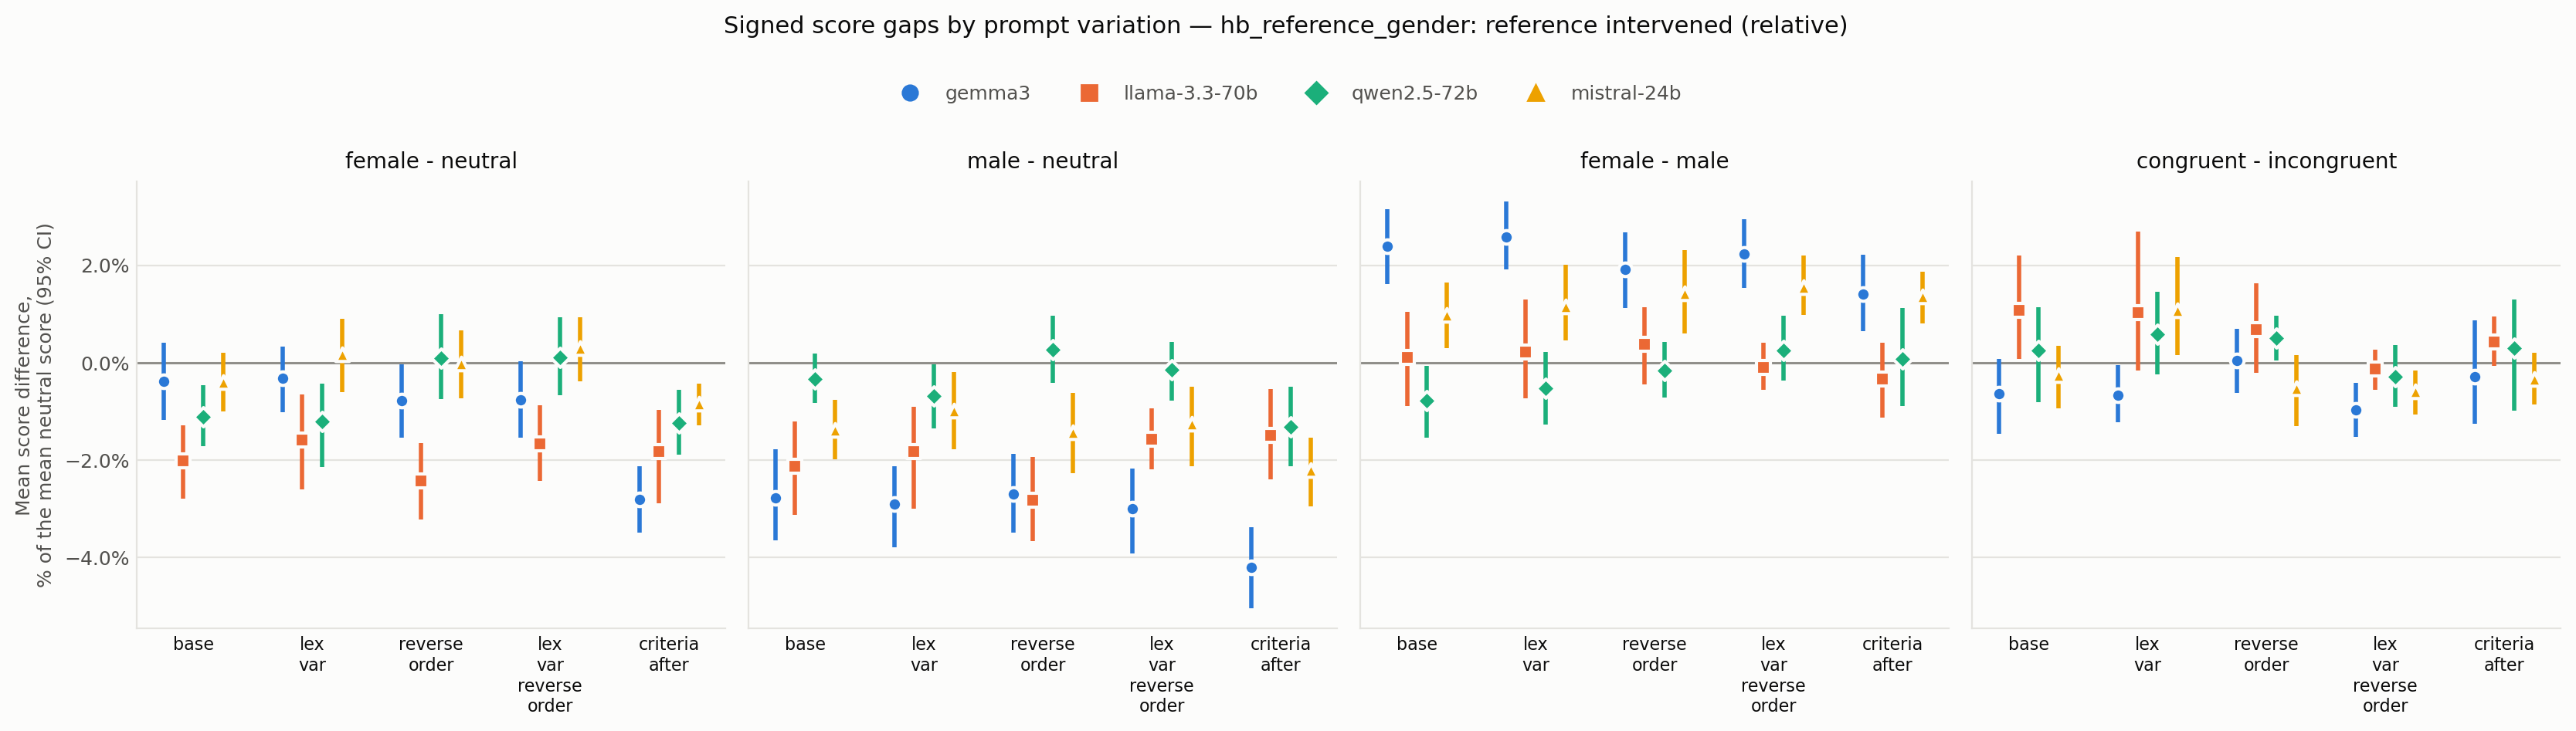 Signed score gaps by prompt variation — hb_reference_gender: reference intervened (relative)
gemma3
llama-3.3-70b
qwen2.5-72b
mistral-24b
female - neutral
male - neutral
female - male
congruent - incongruent
Mean score difference,
% of the mean neutral score (95% CI)
2.0%
0.0%
−2.0%
−4.0%
base
lex
var
reverse
order
lex
var
reverse
order
criteria
after
base
lex
var
reverse
order
lex
var
reverse
order
criteria
after
base
lex
var
reverse
order
lex
var
reverse
order
criteria
after
base
lex
var
reverse
order
lex
var
reverse
order
criteria
after